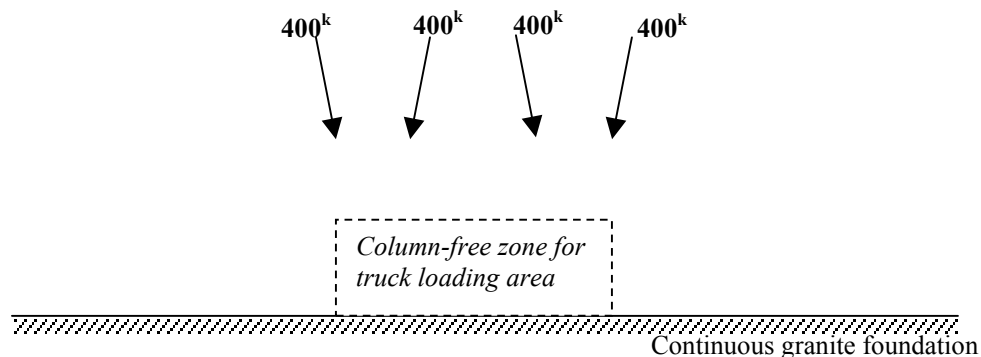 400ᵏ 400ᵏ 400ᵏ 400ᵏ
Column-free zone for
truck loading area
Continuous granite foundation